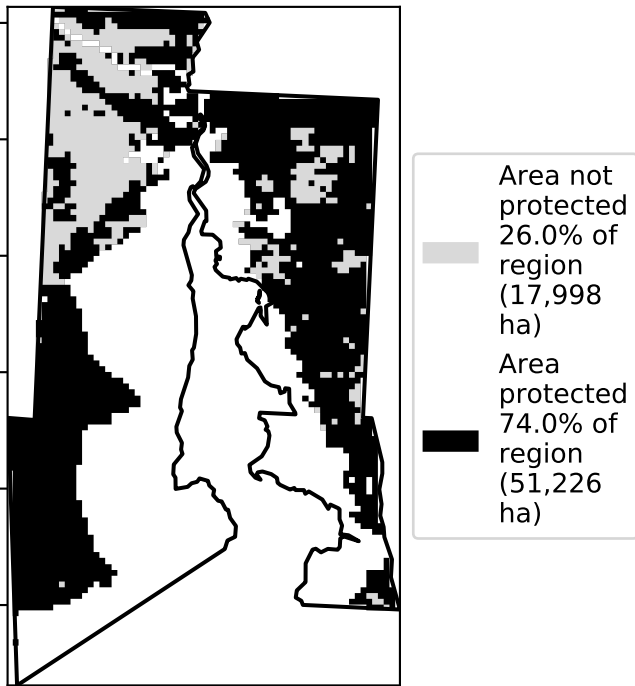 Area not
protected
26.0% of
region
(17,998
ha)
Area
protected
74.0% of
region
(51,226
ha)